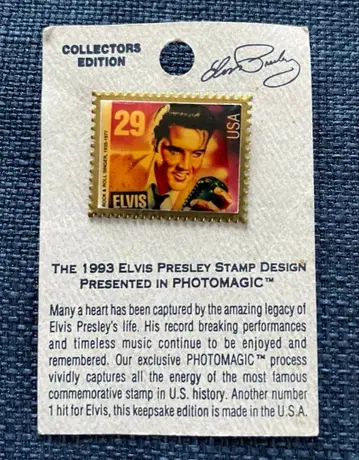 COLLECTORS
EDITION
Elvis Presley
29
USA
ROCK & ROLL SINGER, 1935-1977
ELVIS
THE 1993 ELVIS PRESLEY STAMP DESIGN
PRESENTED IN PHOTOMAGIC™
Many a heart has been captured by the amazing legacy of
Elvis Presley's life. His record breaking performances
and timeless music continue to be enjoyed and
remembered. Our exclusive PHOTOMAGIC™ process
vividly captures all the energy of the most famous
commemorative stamp in U.S. history. Another number
1 hit for Elvis, this keepsake edition is made in the U.S.A.